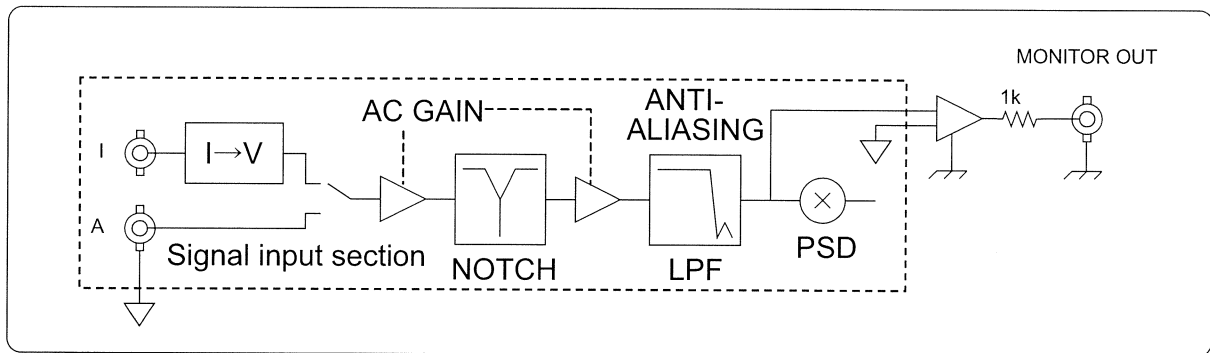 MONITOR OUT
1k
AC GAIN
ANTI-
ALIASING
I
I→V
A
Signal input section
NOTCH
LPF
PSD